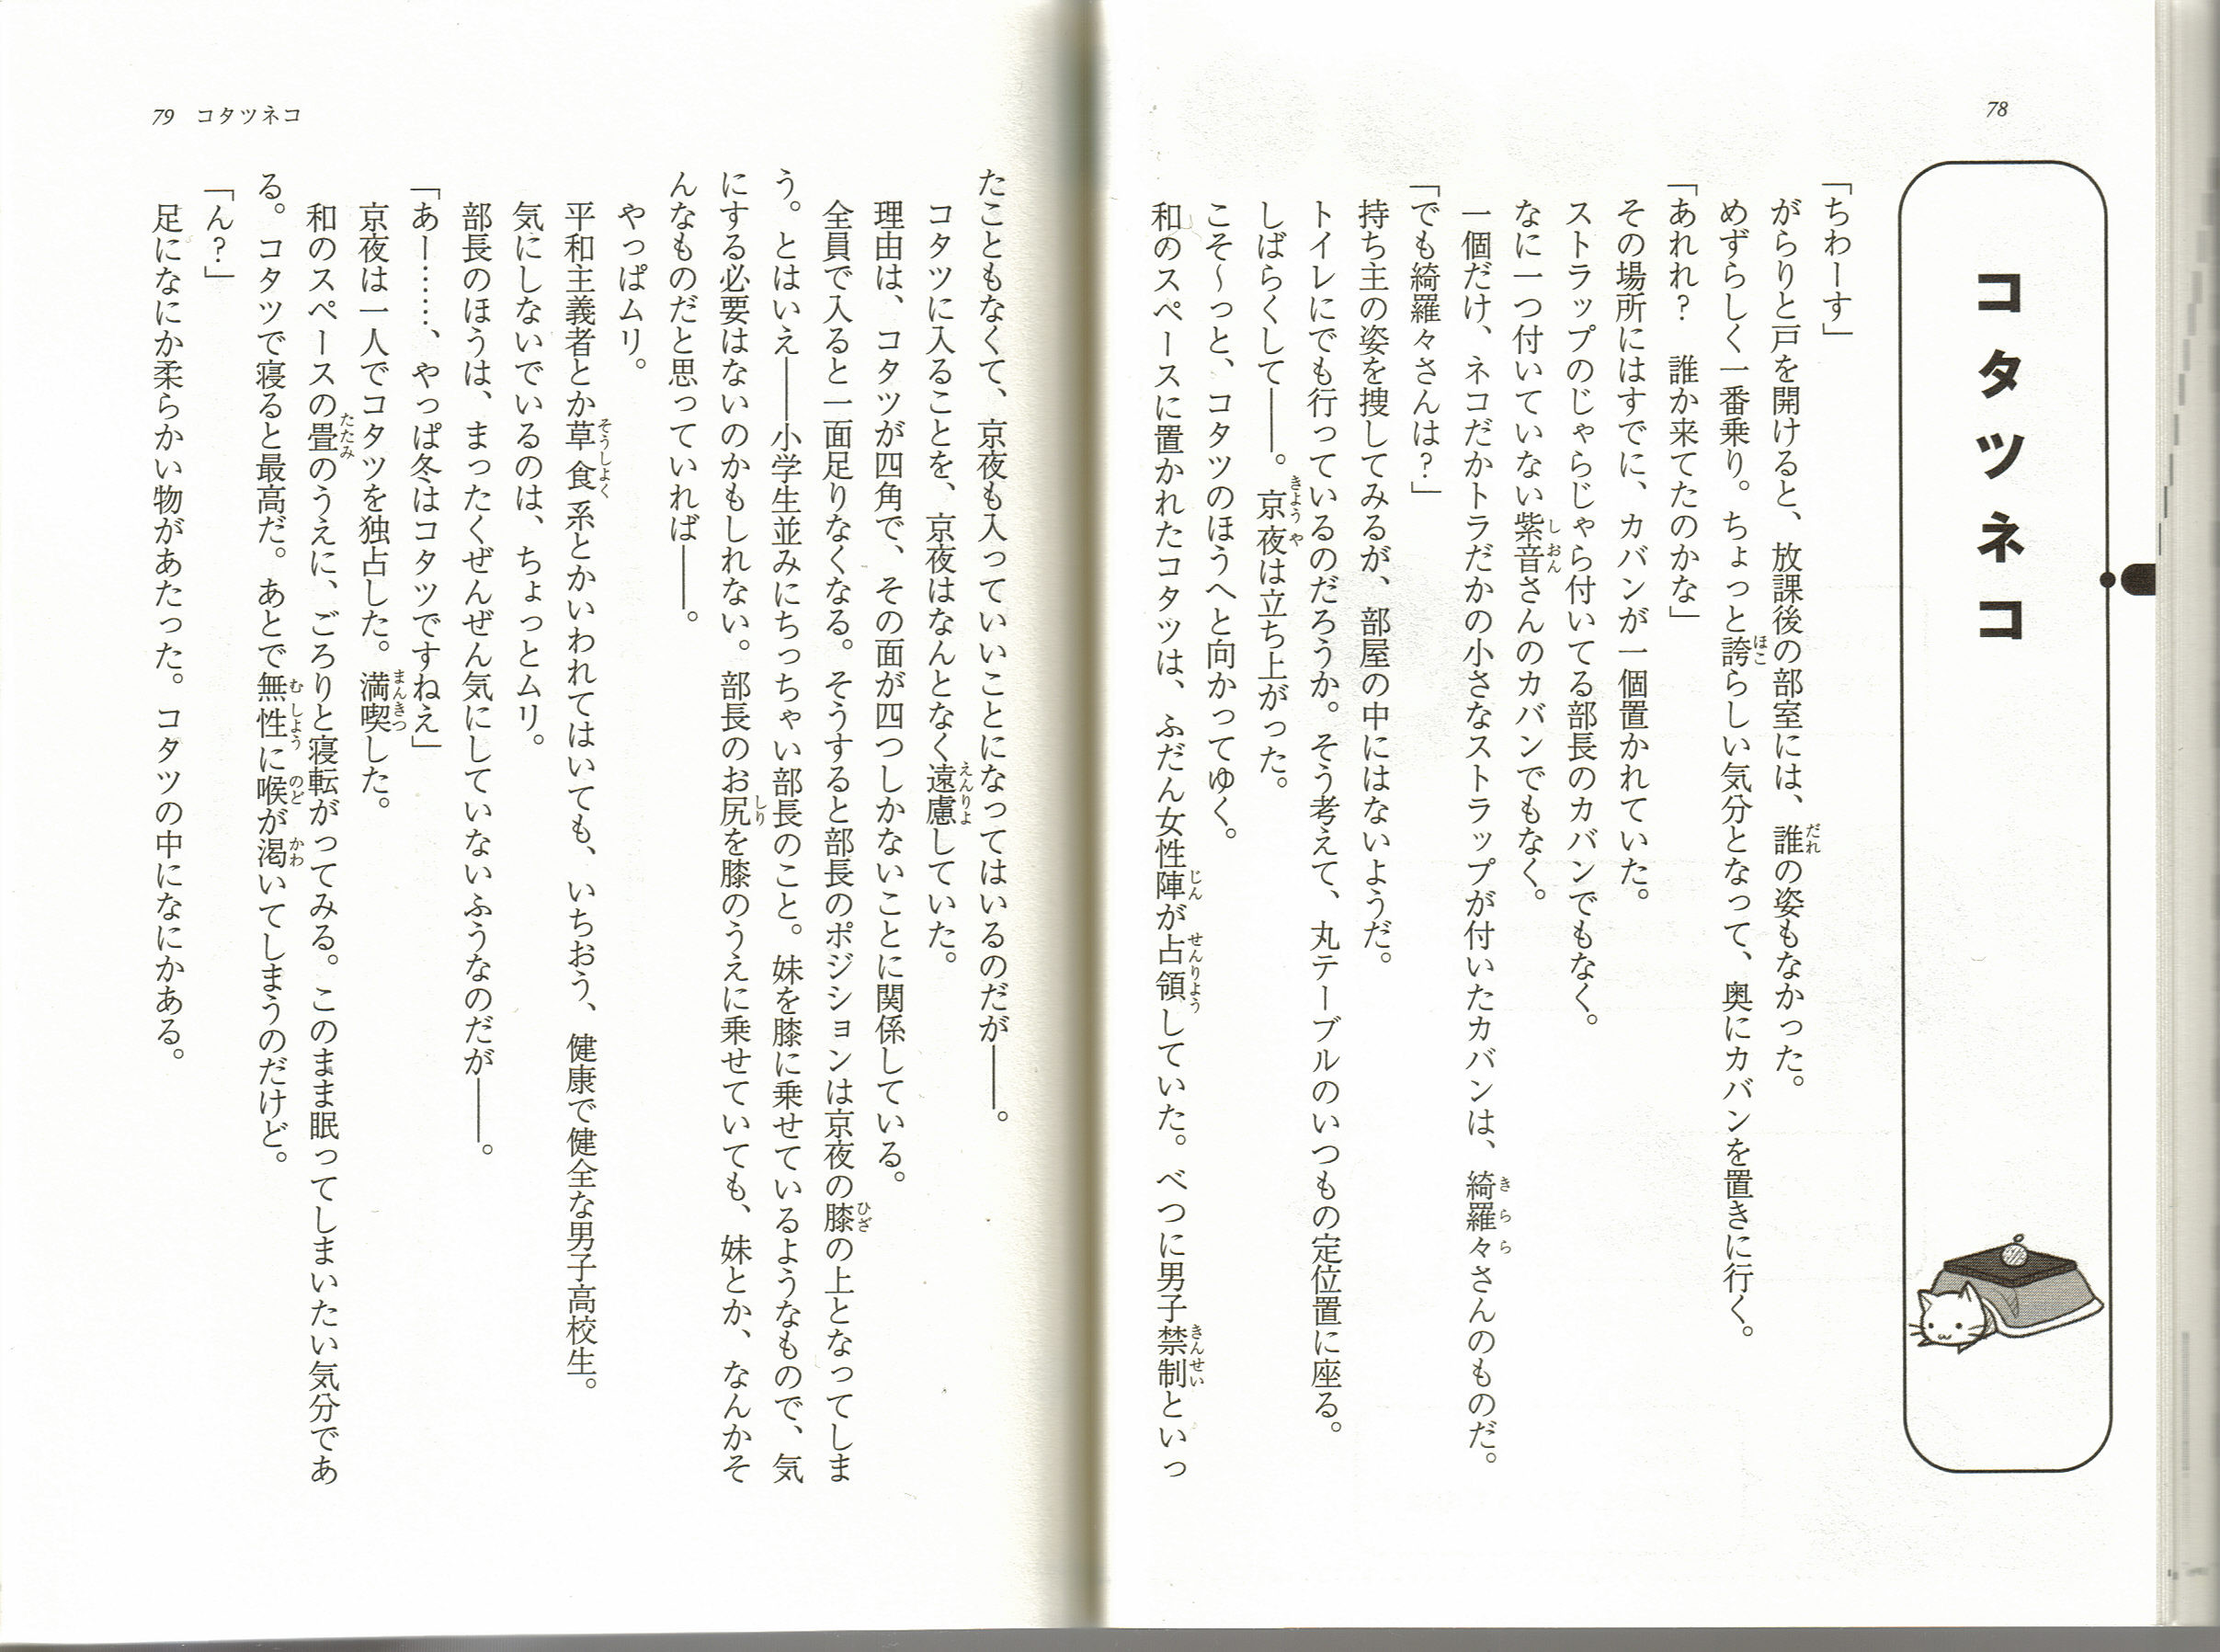 78
コタツネコ
「ちわーす」
がらりと戸を開けると、放課後の部室には、誰の姿もなかった。
めずらしく一番乗り。ちょっと誇らしい気分となって、奥にカバンを置きに行く。
「あれれ？　誰か来てたのかな」
その場所にはすでに、カバンが一個置かれていた。
ストラップのじゃらじゃら付いてる部長のカバンでもなく。
なに一つ付いていない紫音さんのカバンでもなく。
一個だけ、ネコだかトラだかの小さなストラップが付いたカバンは、綺羅々さんのものだ。
「でも綺羅々さんは？」
持ち主の姿を捜してみるが、部屋の中にはないようだ。
トイレにでも行っているのだろうか。そう考えて、丸テーブルのいつもの定位置に座る。
しばらくして――。京夜は立ち上がった。
こそ〜っと、コタツのほうへと向かってゆく。
和のスペースに置かれたコタツは、ふだん女性陣が占領していた。べつに男子禁制といっ
79　コタツネコ
たこともなくて、京夜も入っていいことになってはいるのだが――。
コタツに入ることを、京夜はなんとなく遠慮していた。
理由は、コタツが四角で、その面が四つしかないことに関係している。
全員で入ると一面足りなくなる。そうすると部長のポジションは京夜の膝の上となってしま
う。とはいえ――小学生並みにちっちゃい部長のこと。妹を膝に乗せているようなもので、気
にする必要はないのかもしれない。部長のお尻を膝のうえに乗せていても、妹とか、なんかそ
んなものだと思っていれば――。
やっぱムリ。
平和主義者とか草食系とかいわれてはいても、いちおう、健康で健全な男子高校生。
気にしないでいるのは、ちょっとムリ。
部長のほうは、まったくぜんぜん気にしていないふうなのだが――。
「あー……、やっぱ冬はコタツですねえ」
京夜は一人でコタツを独占した。満喫した。
和のスペースの畳のうえに、ごろりと寝転がってみる。このまま眠ってしまいたい気分であ
る。コタツで寝ると最高だ。あとで無性に喉が渇いてしまうのだけど。
「ん？」
足になにか柔らかい物があたった。コタツの中になにかある。